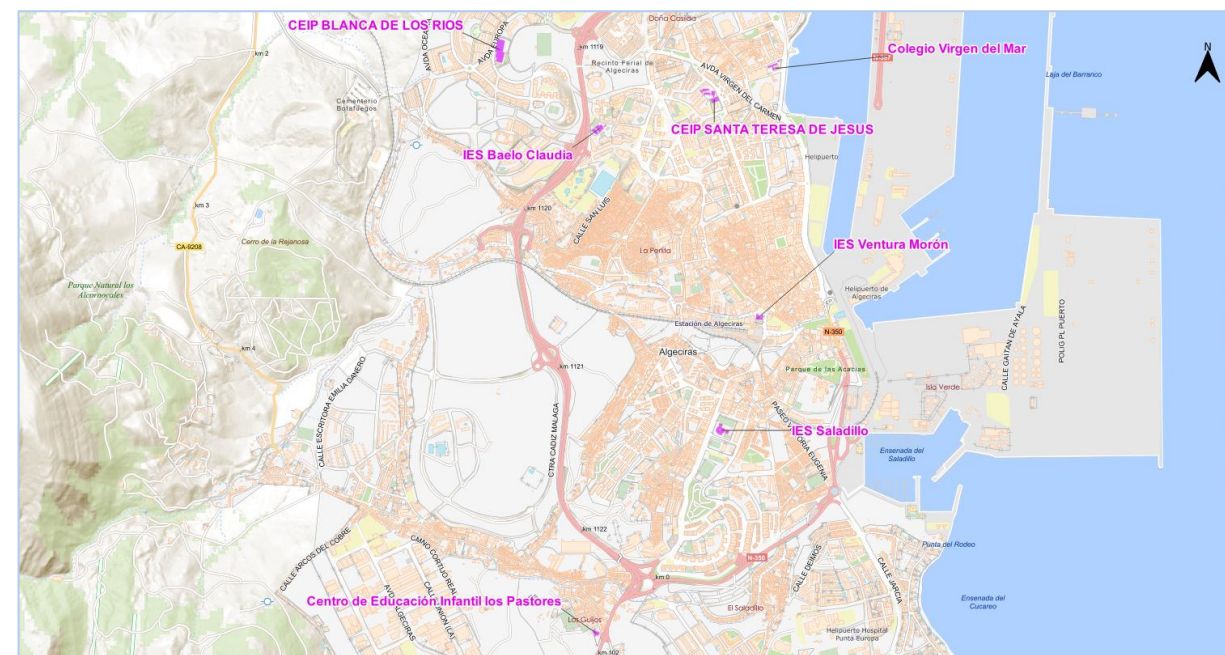 Doña Casilda
CEIP BLANCA DE LOS RIOS
AVDA OCEAN
AVDA EUROPA
km 1119
Colegio Virgen del Mar
N
km 2
Recinto Ferial de
Algeciras
AVDA VIRGEN DEL CARMEN
Laja del Barranco
Cementerio
Botafuegos
CEIP SANTA TERESA DE JESUS
IES Baelo Claudia
Helipuerto
km 3
km 1120
CALLE SAN LUIS
CA-9208
Cerro de la Rejanosa
La Perlita
IES Ventura Morón
Parque Natural los
Alcornocales
Helipuerto de
Algeciras
Estación de Algeciras
N-350
CALLE GAITAN DE AYALA
POLIG PL PUERTO
km 4
Algeciras
km 1121
Parque de las Acacias
Isla Verde
CALLE ESCRITORA EMILIA DANERO
CTRA CADIZ MALAGA
PASEO VICTORIA EUGENIA
IES Saladillo
Ensenada del
Saladillo
km 1122
CALLE ARCOS DEL COBRE
CMNO CORTIJO REAL
N-350
Punta del Rodeo
km 0
CALLE DEIMOS
CALLE JARCIA
AVDA ALGECIRAS
CALLE UNION (LA)
Centro de Educación Infantil los Pastores
El Saladillo
Ensenada del
Cucareo
Los Guijos
Helipuerto Hospital
Punta Europa
km 102